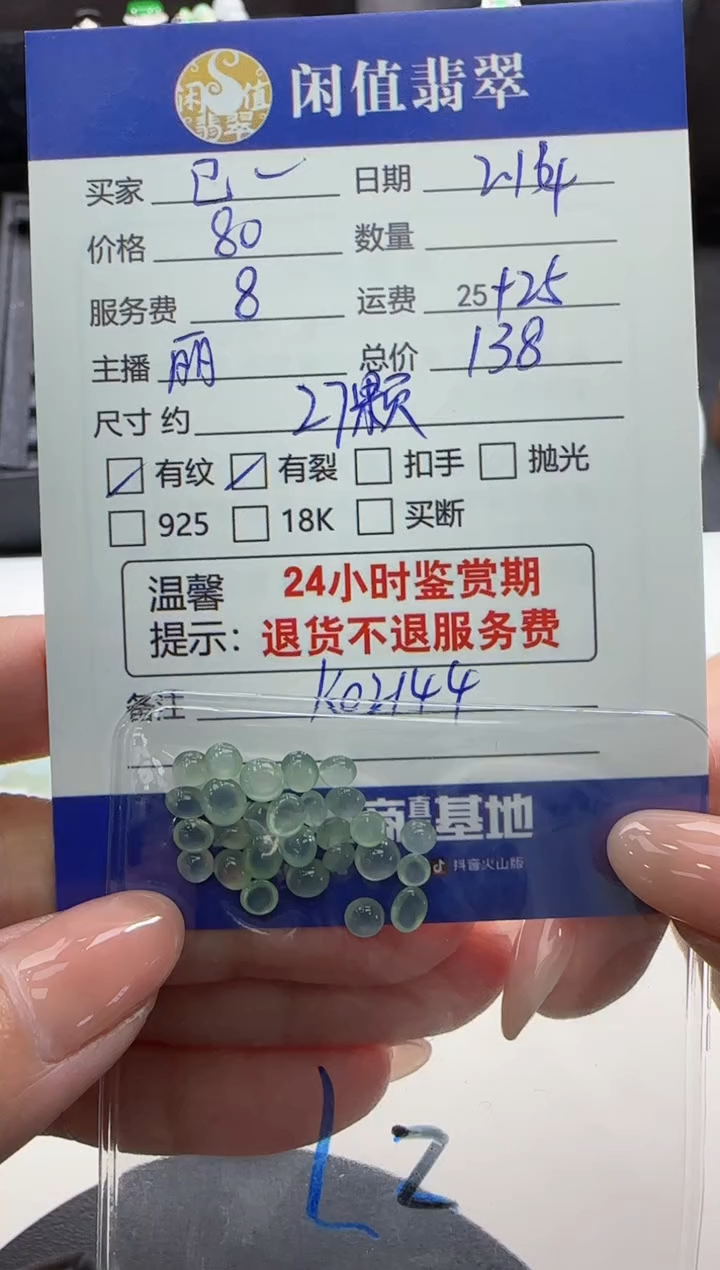 闲值翡翠
闲值
翡翠
买家 已一 日期 2.164
价格 80 数量
服务费 8 运费 25+25
主播 丽 总价 138
尺寸 约 27颗
有纹 有裂 扣手 抛光
925 18K 买断
温馨 24小时鉴赏期
提示: 退货不退服务费
备注 K02144
基地
抖音火山版
L2